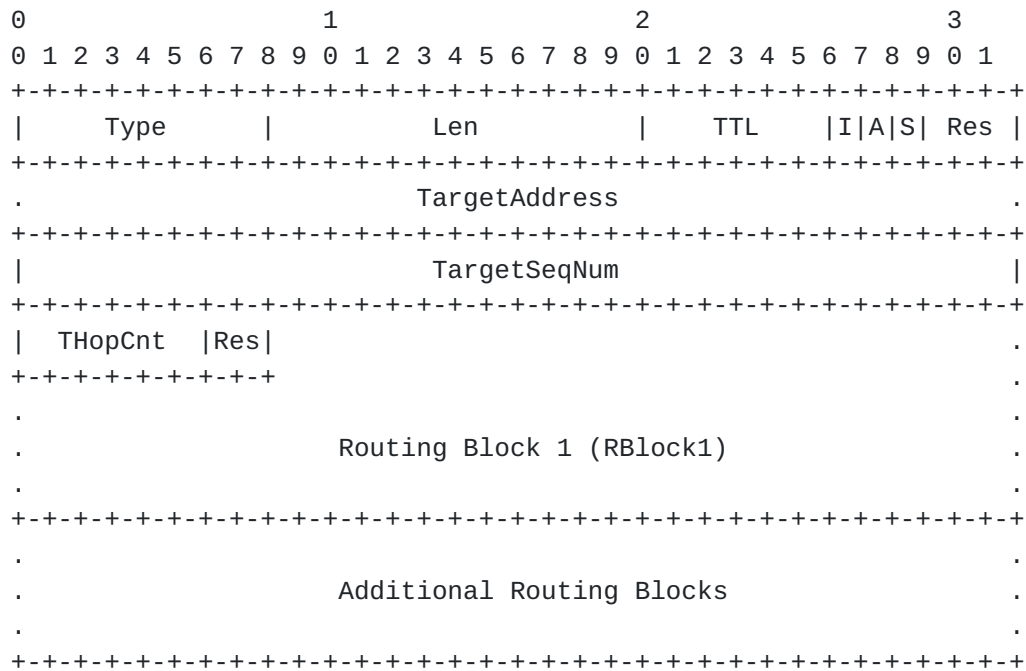 0                   1                   2                   3
0 1 2 3 4 5 6 7 8 9 0 1 2 3 4 5 6 7 8 9 0 1 2 3 4 5 6 7 8 9 0 1
+-+-+-+-+-+-+-+-+-+-+-+-+-+-+-+-+-+-+-+-+-+-+-+-+-+-+-+-+-+-+-+-+
|     Type      |          Len          |    TTL    |I|A|S| Res |
+-+-+-+-+-+-+-+-+-+-+-+-+-+-+-+-+-+-+-+-+-+-+-+-+-+-+-+-+-+-+-+-+
.                         TargetAddress                         .
+-+-+-+-+-+-+-+-+-+-+-+-+-+-+-+-+-+-+-+-+-+-+-+-+-+-+-+-+-+-+-+-+
|                          TargetSeqNum                         |
+-+-+-+-+-+-+-+-+-+-+-+-+-+-+-+-+-+-+-+-+-+-+-+-+-+-+-+-+-+-+-+-+
|  THopCnt  |Res|                                               .
+-+-+-+-+-+-+-+-+                                               .
.                                                               .
.                    Routing Block 1 (RBlock1)                  .
.                                                               .
+-+-+-+-+-+-+-+-+-+-+-+-+-+-+-+-+-+-+-+-+-+-+-+-+-+-+-+-+-+-+-+-+
.                                                               .
.                    Additional Routing Blocks                  .
.                                                               .
+-+-+-+-+-+-+-+-+-+-+-+-+-+-+-+-+-+-+-+-+-+-+-+-+-+-+-+-+-+-+-+-+